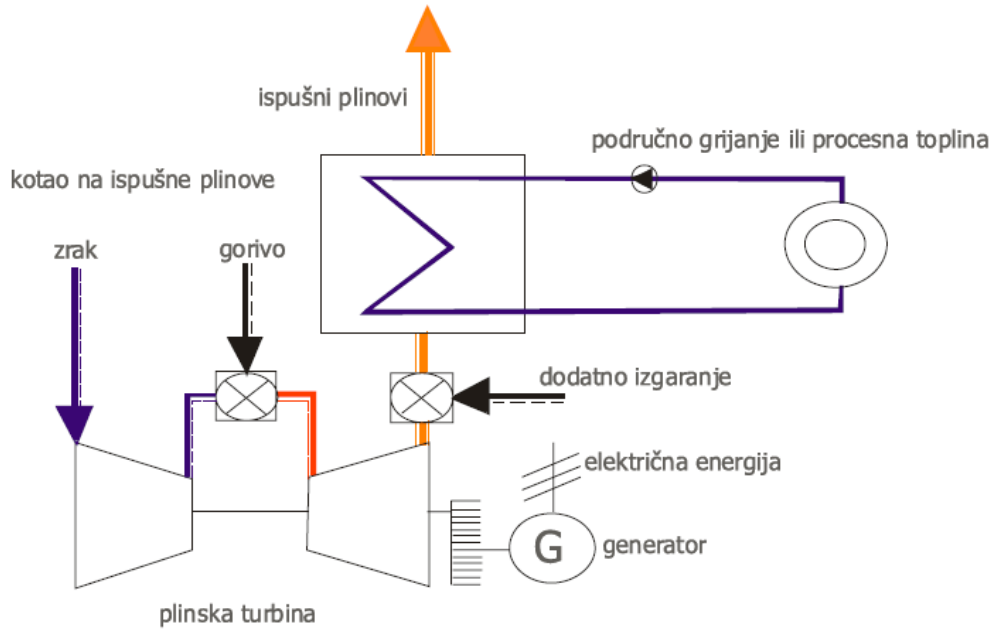 ispušni plinovi
područno grijanje ili procesna toplina
kotao na ispušne plinove
zrak
gorivo
dodatno izgaranje
električna energija
G
generator
plinska turbina